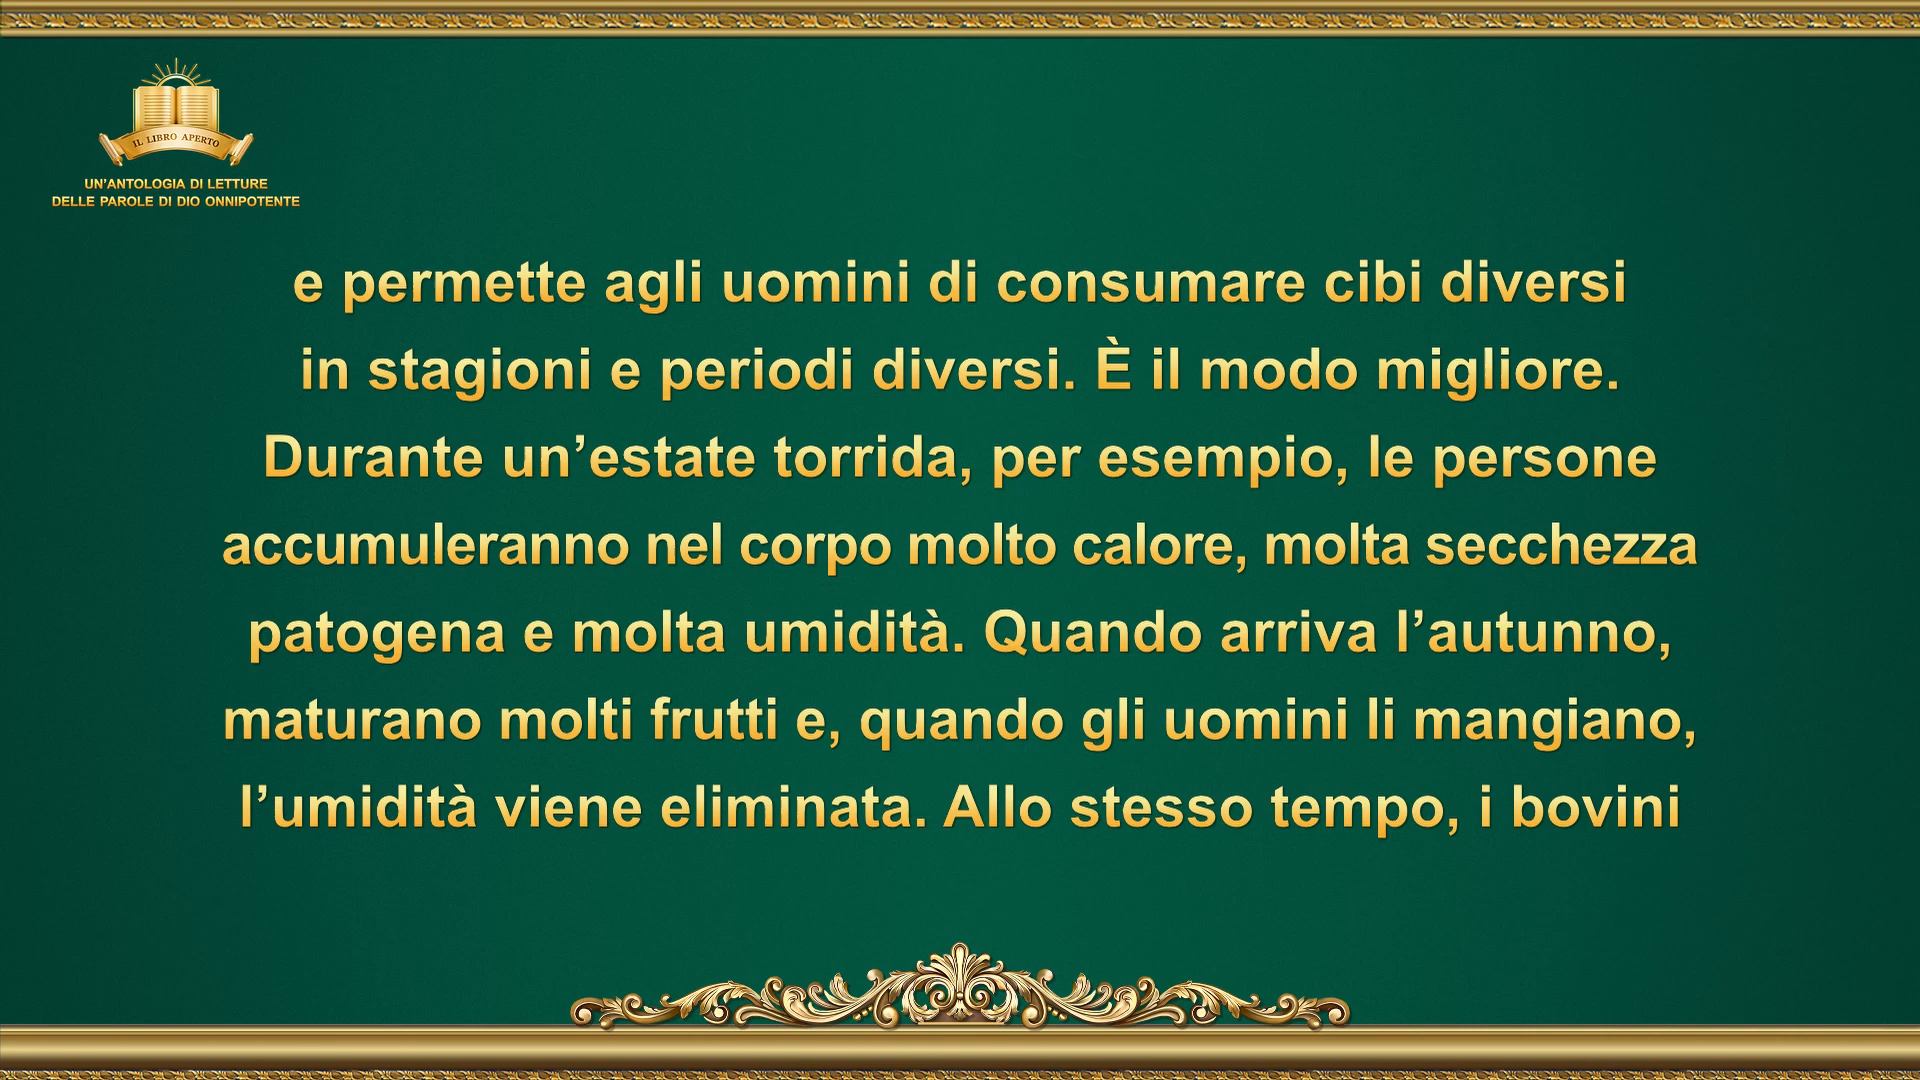 IL LIBRO APERTO
UN’ANTOLOGIA DI LETTURE
DELLE PAROLE DI DIO ONNIPOTENTE
e permette agli uomini di consumare cibi diversi
in stagioni e periodi diversi. È il modo migliore.
Durante un’estate torrida, per esempio, le persone
accumuleranno nel corpo molto calore, molta secchezza
patogena e molta umidità. Quando arriva l’autunno,
maturano molti frutti e, quando gli uomini li mangiano,
l’umidità viene eliminata. Allo stesso tempo, i bovini